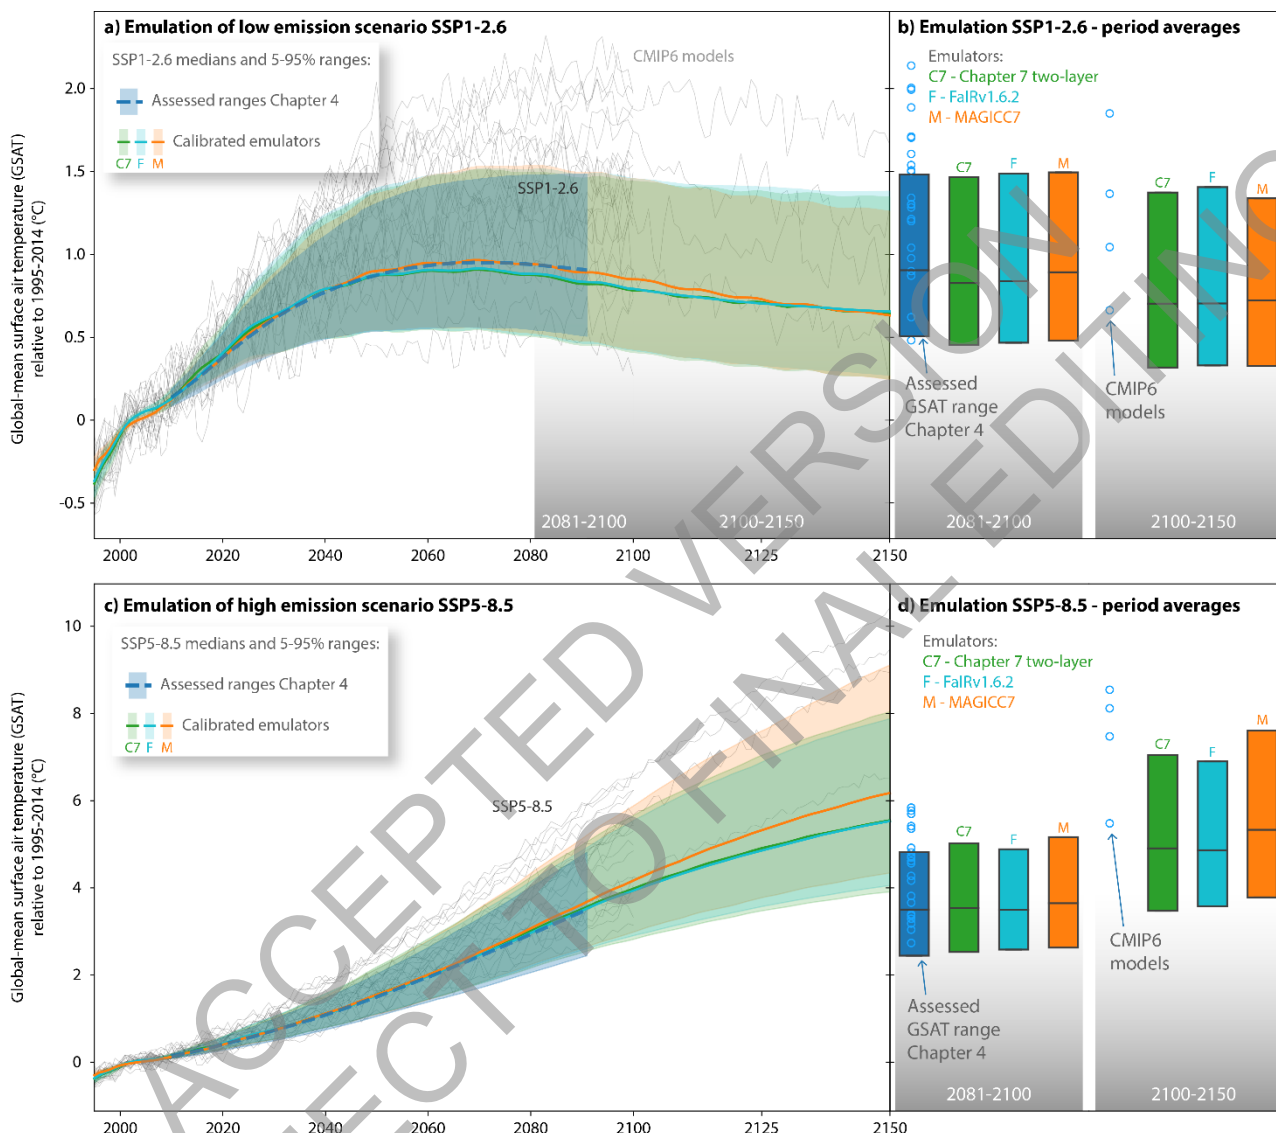 a) Emulation of low emission scenario SSP1-2.6
SSP1-2.6 medians and 5-95% ranges:
Assessed ranges Chapter 4
Calibrated emulators
C7 F M
CMIP6 models
SSP1-2.6
Global-mean surface air temperature (GSAT)
relative to 1995-2014 (°C)
2.0
1.5
1.0
0.5
0
-0.5
2081-2100
2100-2150
2000
2020
2040
2060
2080
2100
2125
2150
b) Emulation SSP1-2.6 - period averages
Emulators:
C7 - Chapter 7 two-layer
F - FaIRv1.6.2
M - MAGICC7
C7
F
M
C7
F
M
Assessed
GSAT range
Chapter 4
CMIP6
models
2081-2100
2100-2150
c) Emulation of high emission scenario SSP5-8.5
SSP5-8.5 medians and 5-95% ranges:
Assessed ranges Chapter 4
Calibrated emulators
C7 F M
SSP5-8.5
Global-mean surface air temperature (GSAT)
relative to 1995-2014 (°C)
10
8
6
4
2
0
2000
2020
2040
2060
2080
2100
2125
2150
d) Emulation SSP5-8.5 - period averages
Emulators:
C7 - Chapter 7 two-layer
F - FaIRv1.6.2
M - MAGICC7
C7
F
M
C7
F
M
Assessed
GSAT range
Chapter 4
CMIP6
models
2081-2100
2100-2150
ACCEPTED VERSION
JECT TO FINAL EDITING